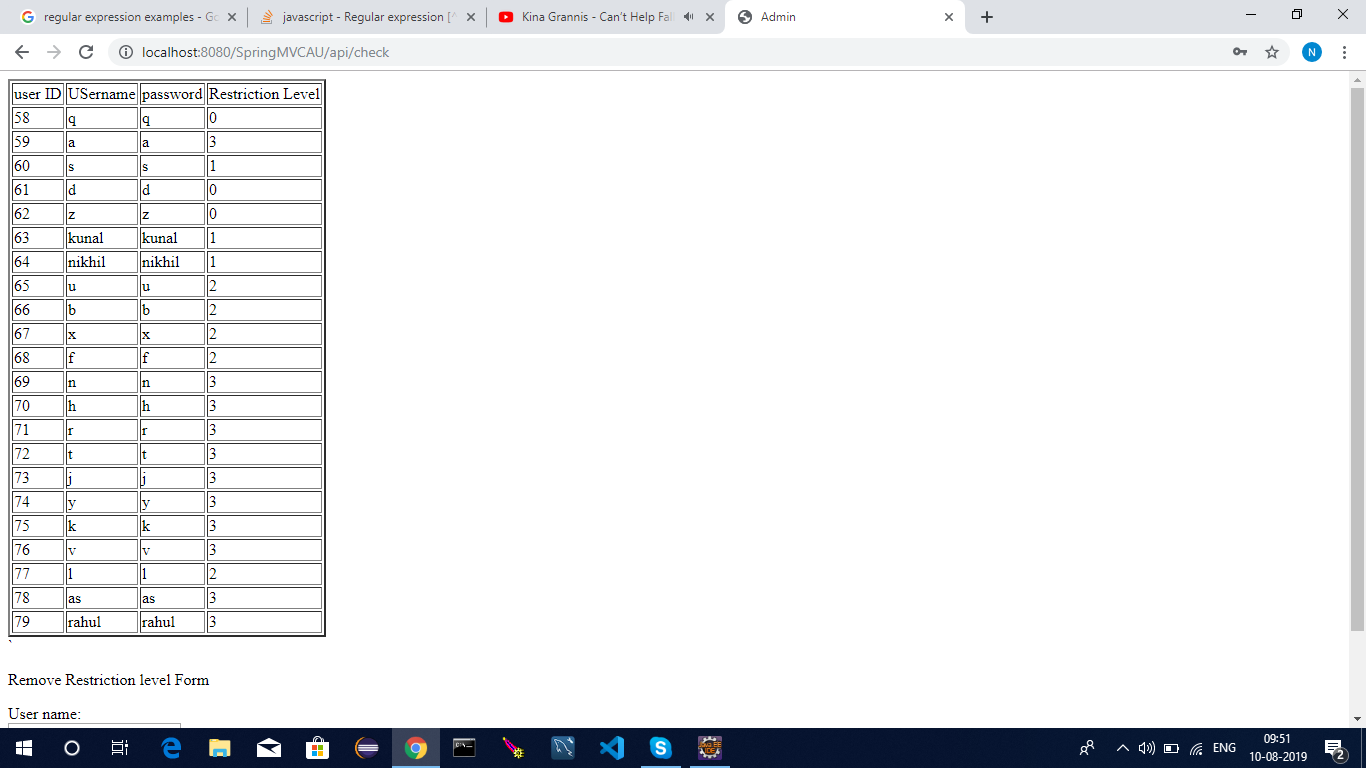 regular expression examples - Go
javascript - Regular expression [^
Kina Grannis - Can't Help Fall
Admin
localhost:8080/SpringMVCAU/api/check
N
user ID USername password Restriction Level
58 q q 0
59 a a 3
60 s s 1
61 d d 0
62 z z 0
63 kunal kunal 1
64 nikhil nikhil 1
65 u u 2
66 b b 2
67 x x 2
68 f f 2
69 n n 3
70 h h 3
71 r r 3
72 t t 3
73 j j 3
74 y y 3
75 k k 3
76 v v 3
77 l l 2
78 as as 3
79 rahul rahul 3
`
Remove Restriction level Form
User name:
ENG
09:51
10-08-2019
2